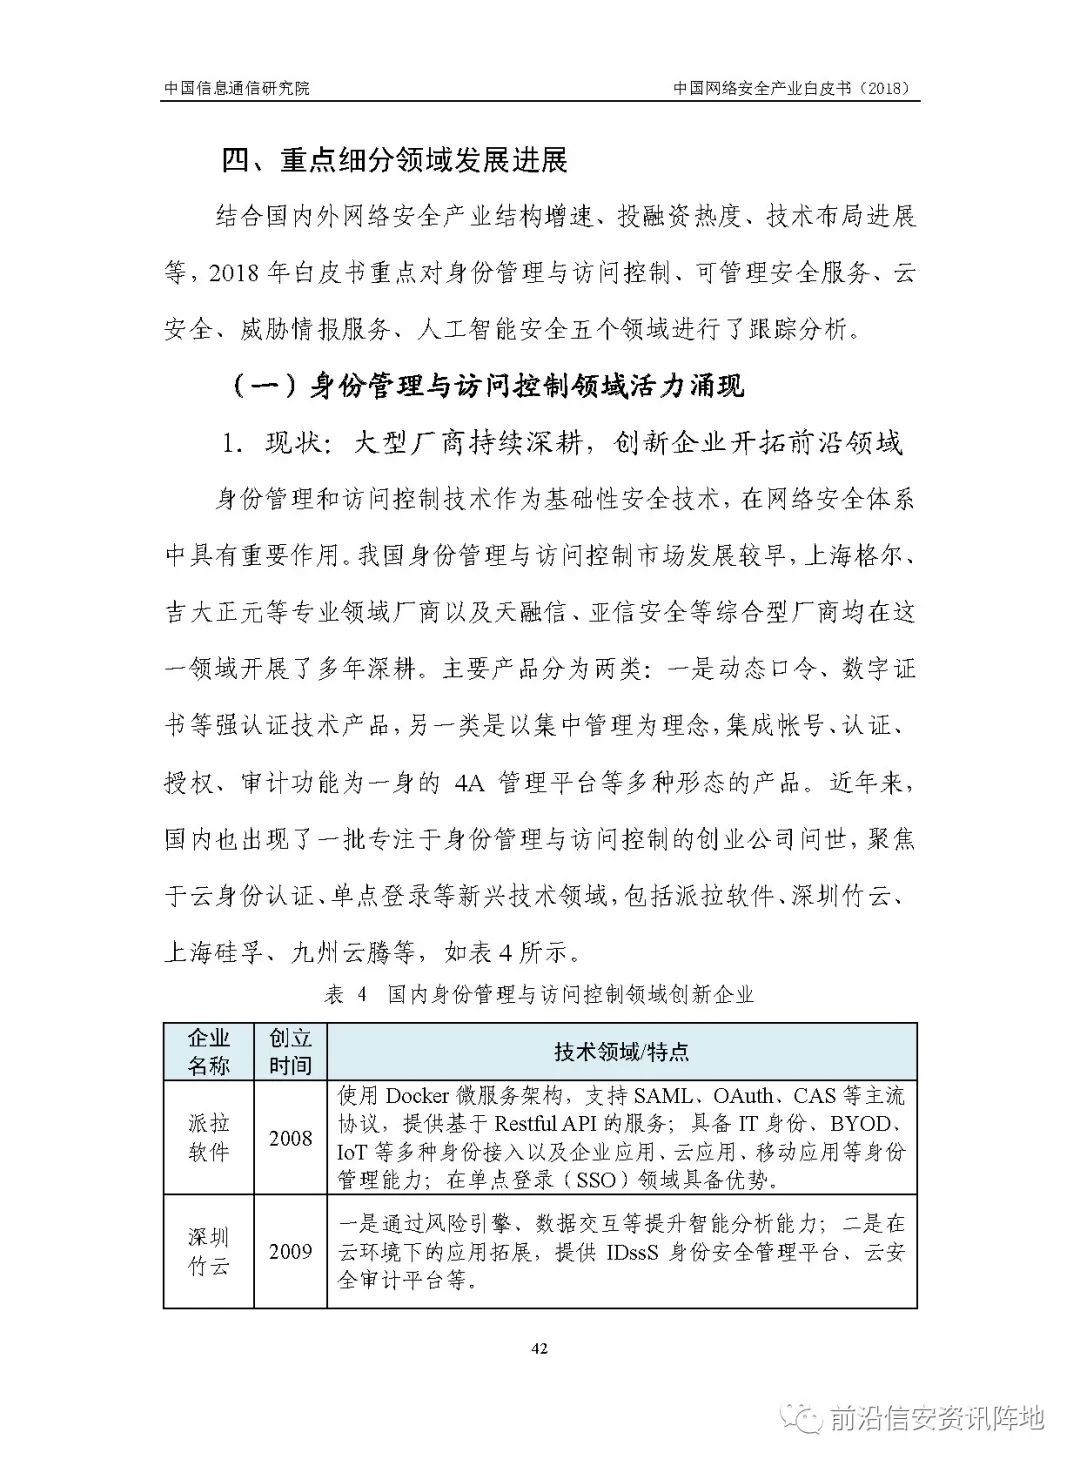 中国信息通信研究院 中国网络安全产业白皮书（2018）
四、重点细分领域发展进展
结合国内外网络安全产业结构增速、投融资热度、技术布局进展
等，2018 年白皮书重点对身份管理与访问控制、可管理安全服务、云
安全、威胁情报服务、人工智能安全五个领域进行了跟踪分析。
（一）身份管理与访问控制领域活力涌现
1. 现状：大型厂商持续深耕，创新企业开拓前沿领域
身份管理和访问控制技术作为基础性安全技术，在网络安全体系
中具有重要作用。我国身份管理与访问控制市场发展较早，上海格尔、
吉大正元等专业领域厂商以及天融信、亚信安全等综合型厂商均在这
一领域开展了多年深耕。主要产品分为两类：一是动态口令、数字证
书等强认证技术产品，另一类是以集中管理为理念，集成帐号、认证、
授权、审计功能为一身的 4A 管理平台等多种形态的产品。近年来，
国内也出现了一批专注于身份管理与访问控制的创业公司问世，聚焦
于云身份认证、单点登录等新兴技术领域，包括派拉软件、深圳竹云、
上海硅孚、九州云腾等，如表 4 所示。
表 4 国内身份管理与访问控制领域创新企业
企业
名称
创立
时间
技术领域/特点
派拉
软件
2008
使用 Docker 微服务架构，支持 SAML、OAuth、CAS 等主流
协议，提供基于 Restful API 的服务；具备 IT 身份、BYOD、
IoT 等多种身份接入以及企业应用、云应用、移动应用等身份
管理能力；在单点登录（SSO）领域具备优势。
深圳
竹云
2009
一是通过风险引擎、数据交互等提升智能分析能力；二是在
云环境下的应用拓展，提供 IDssS 身份安全管理平台、云安
全审计平台等。
42
前沿信安资讯阵地